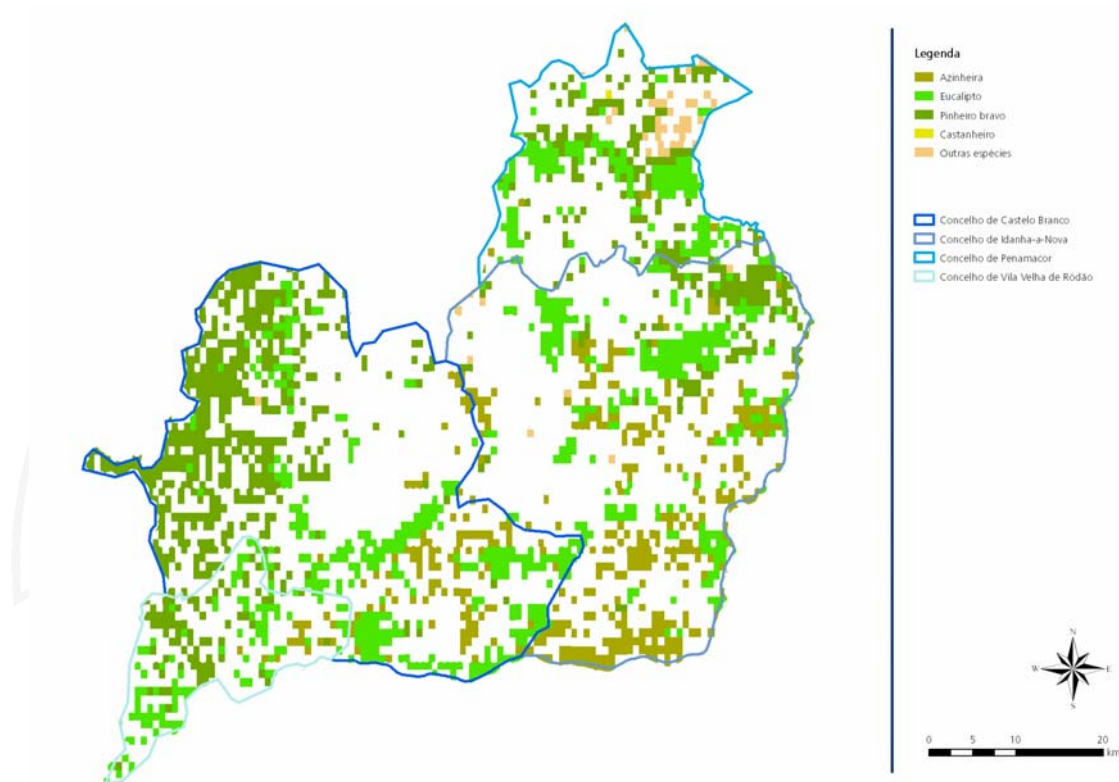 Legenda
Azinheira
Eucalipto
Pinheiro bravo
Castanheiro
Outras espécies
Concelho de Castelo Branco
Concelho de Idanha-a-Nova
Concelho de Penamacor
Concelho de Vila Velha de Ródão
N
W E
S
0 5 10 20
km